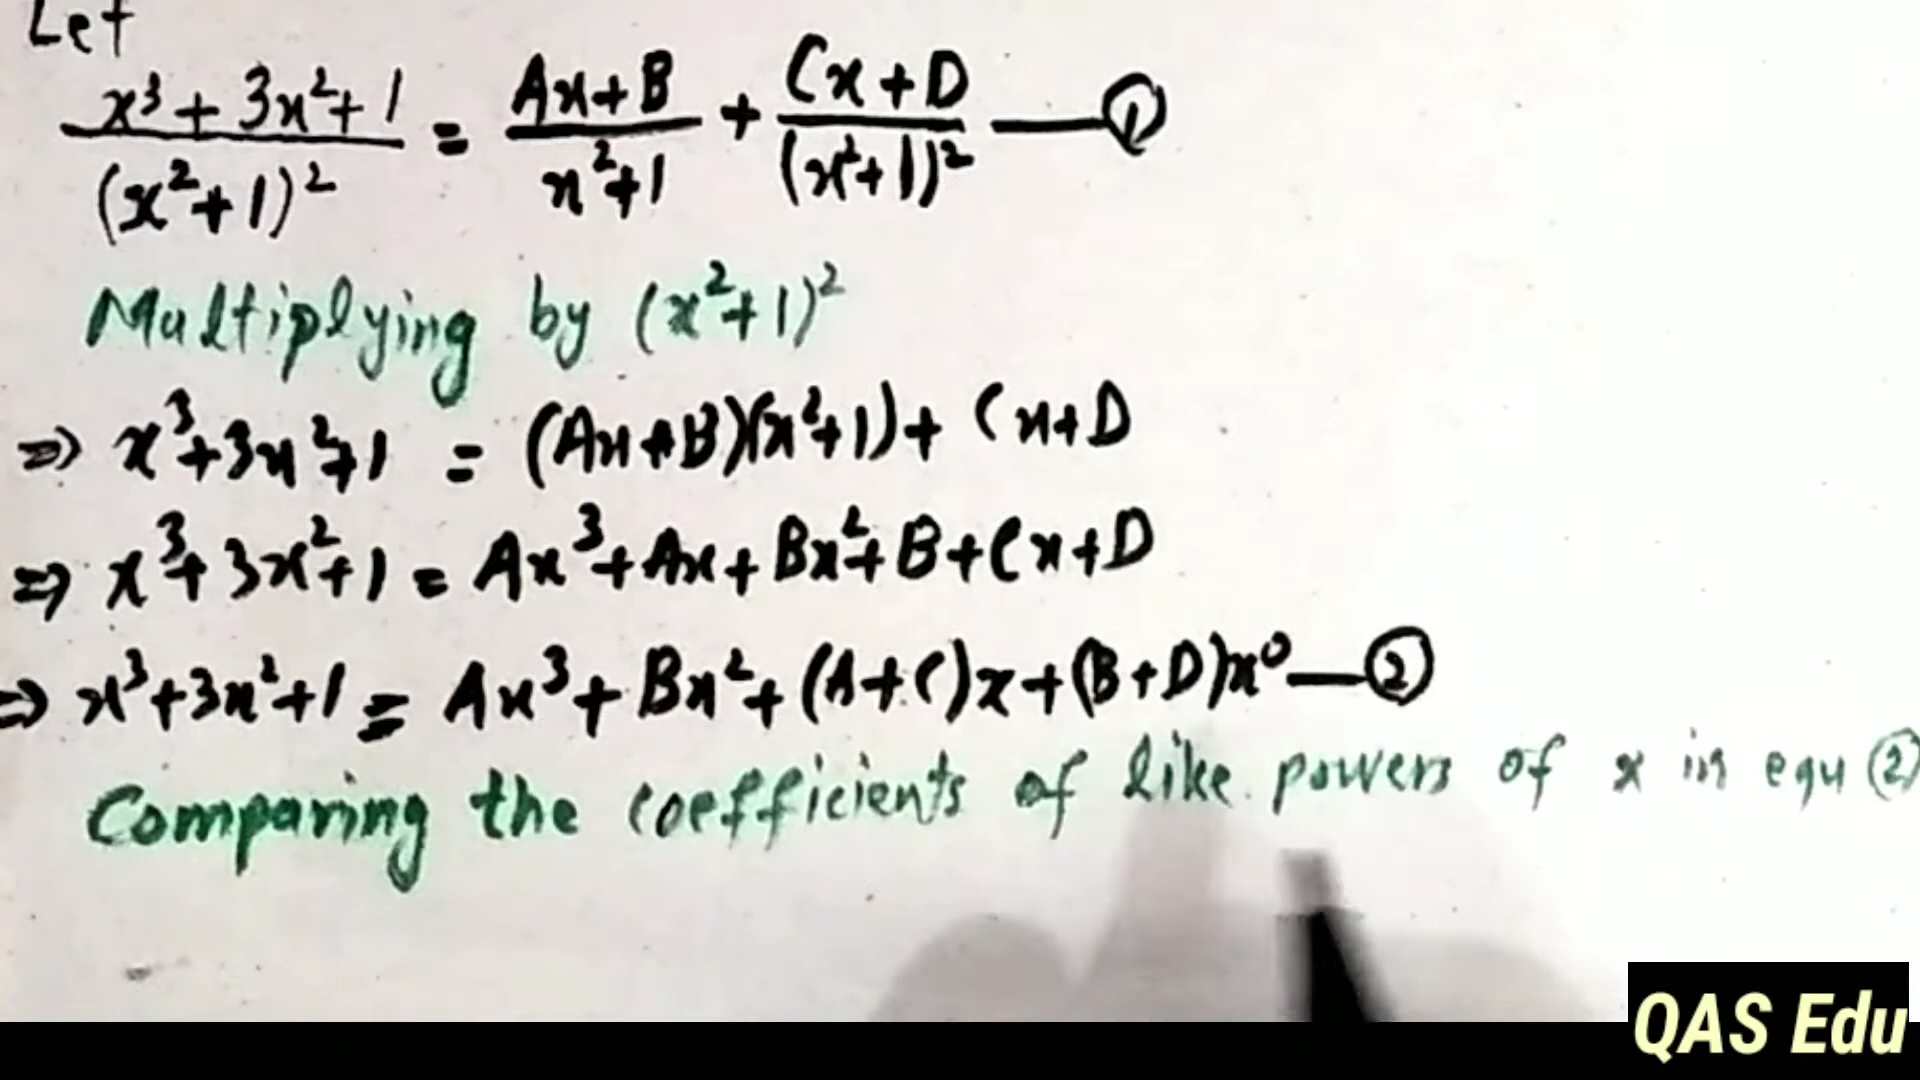 Let
x³ + 3x² + 1 / (x² + 1)² = Ax + B / x² + 1 + Cx + D / (x² + 1)² — ①
Multiplying by (x² + 1)²
⇒ x³ + 3x² + 1 = (Ax + B)(x² + 1) + Cx + D
⇒ x³ + 3x² + 1 = Ax³ + Ax + Bx² + B + Cx + D
⇒ x³ + 3x² + 1 = Ax³ + Bx² + (A + C)x + (B + D)x⁰ — ②
Comparing the coefficients of like powers of x in equ ②
QAS Edu